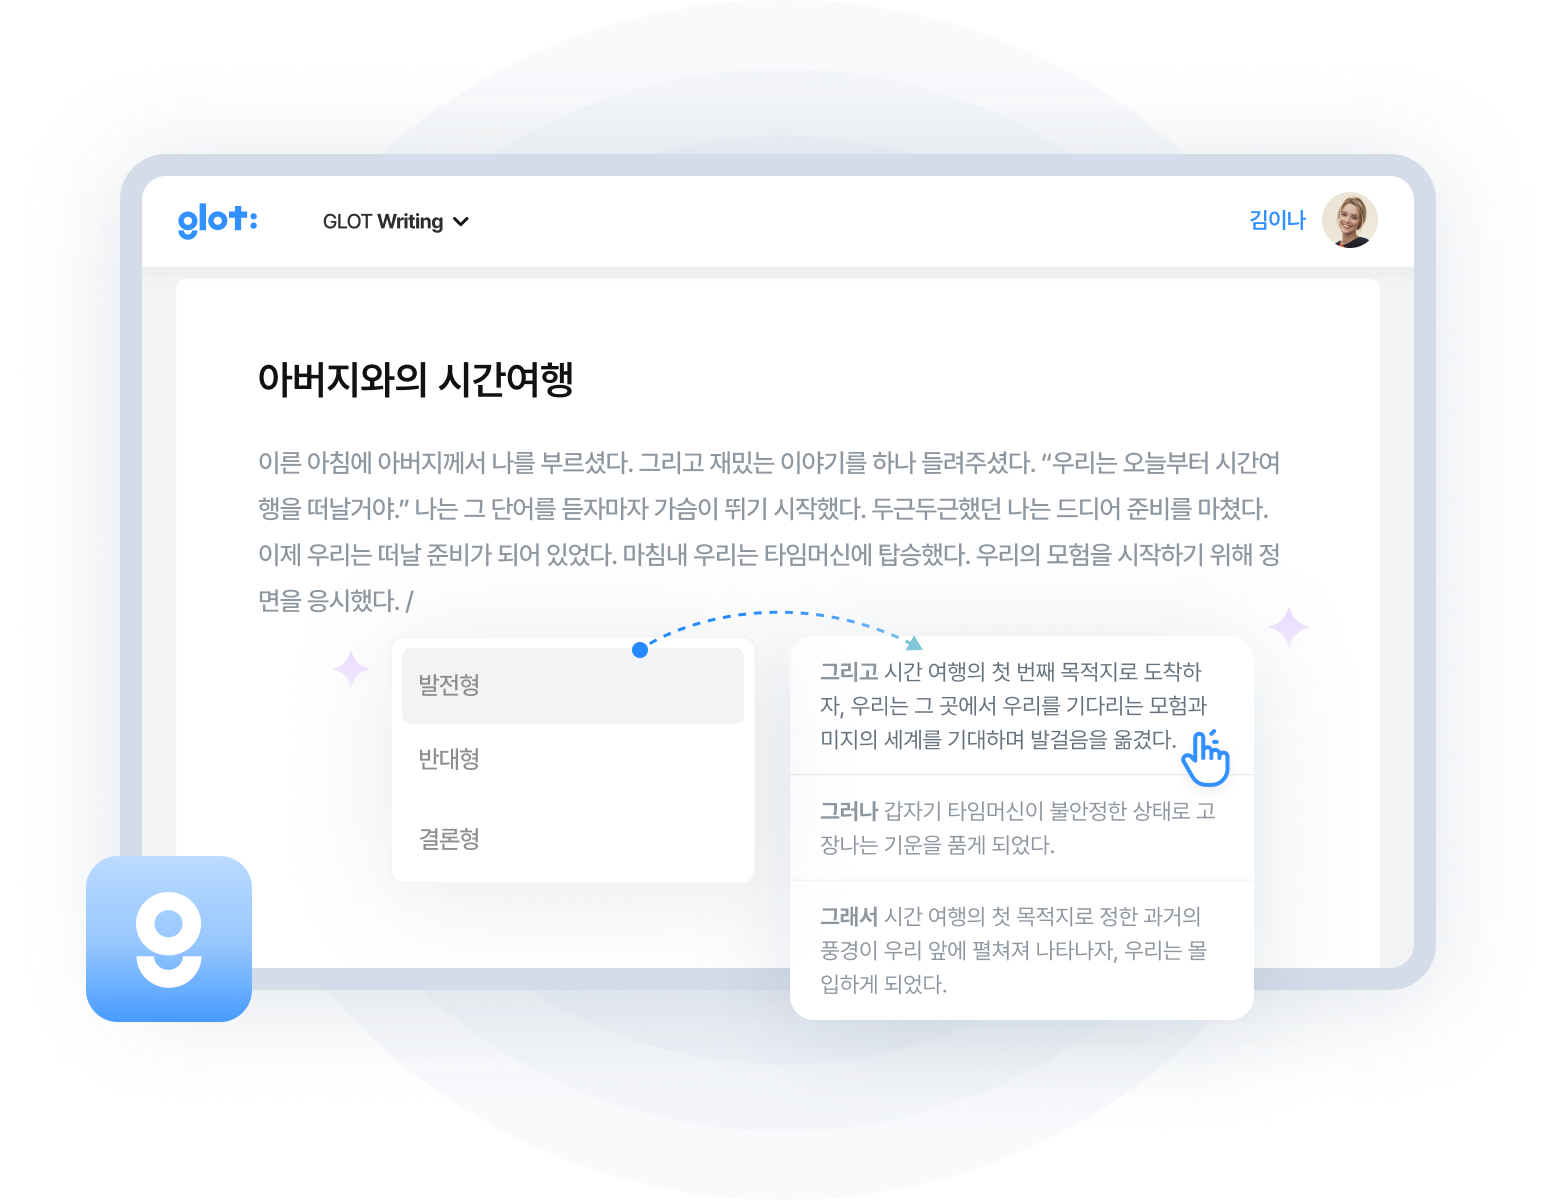 glot:
GLOT Writing
김이나
아버지와의 시간여행
이른 아침에 아버지께서 나를 부르셨다. 그리고 재밌는 이야기를 하나 들려주셨다. “우리는 오늘부터 시간여
행을 떠날거야.” 나는 그 단어를 듣자마자 가슴이 뛰기 시작했다. 두근두근했던 나는 드디어 준비를 마쳤다.
이제 우리는 떠날 준비가 되어 있었다. 마침내 우리는 타임머신에 탑승했다. 우리의 모험을 시작하기 위해 정
면을 응시했다. /
발전형
반대형
결론형
그리고 시간 여행의 첫 번째 목적지로 도착하
자, 우리는 그 곳에서 우리를 기다리는 모험과
미지의 세계를 기대하며 발걸음을 옮겼다.
그러나 갑자기 타임머신이 불안정한 상태로 고
장나는 기운을 품게 되었다.
그래서 시간 여행의 첫 목적지로 정한 과거의
풍경이 우리 앞에 펼쳐져 나타나자, 우리는 몰
입하게 되었다.
g